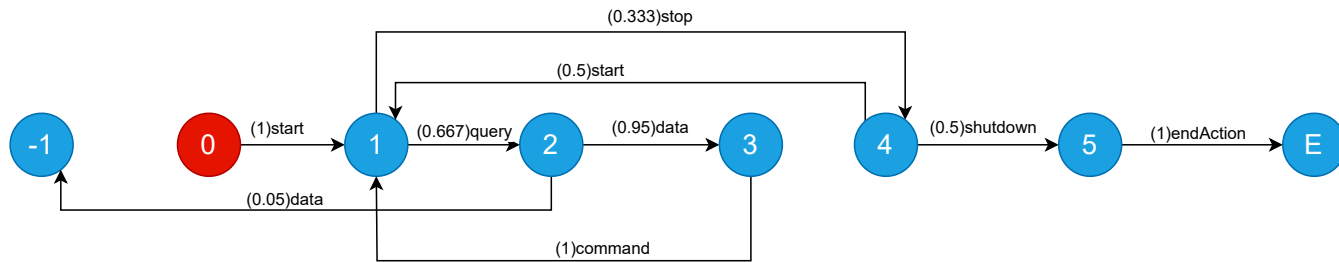 (0.333)stop
(0.5)start
-1
0
(1)start
1
(0.667)query
2
(0.95)data
3
4
(0.5)shutdown
5
(1)endAction
E
(0.05)data
(1)command